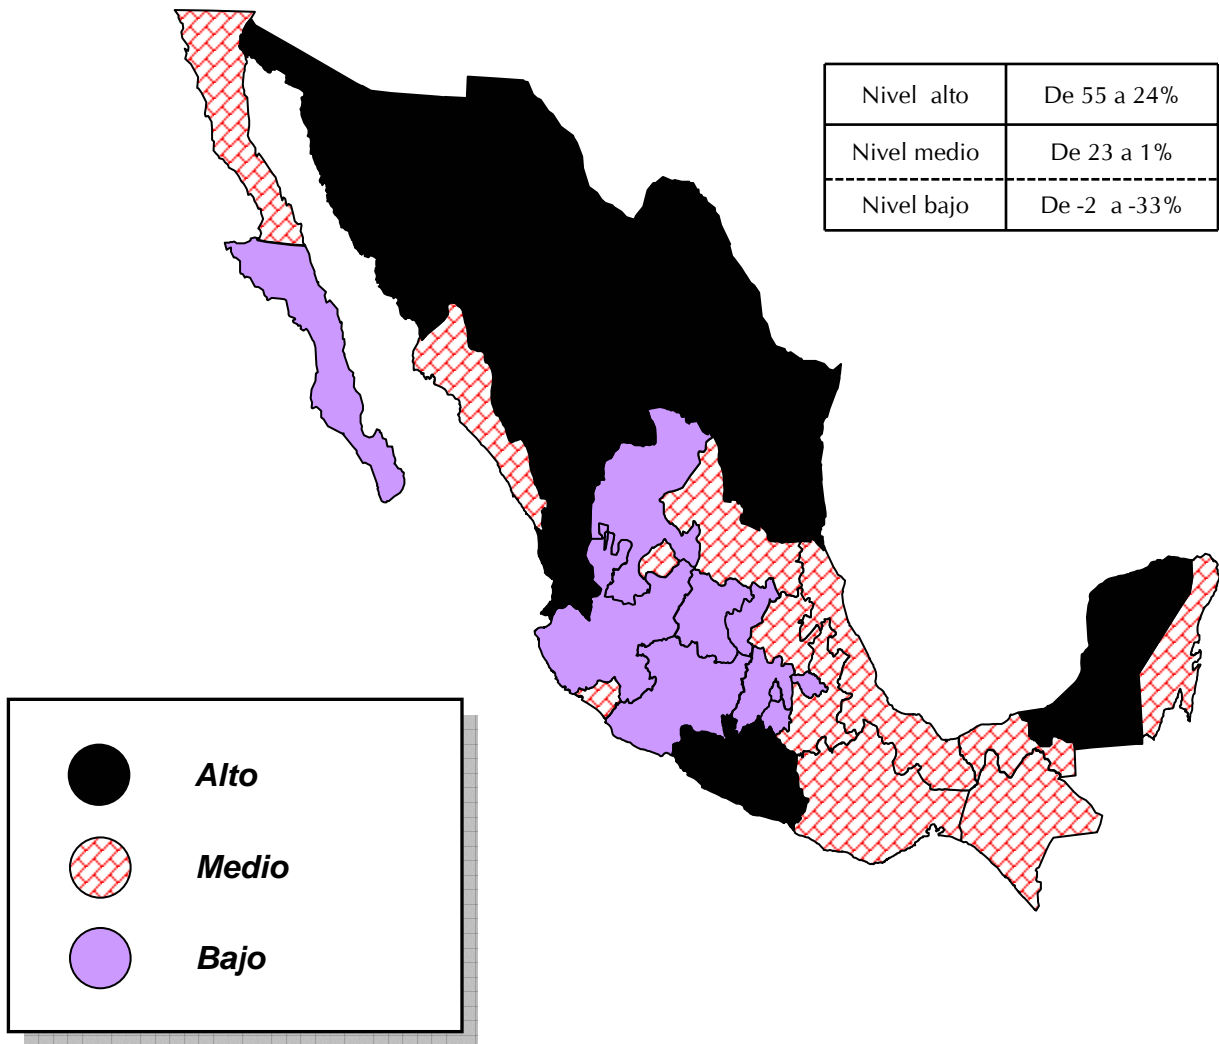 Nivel alto De 55 a 24%
Nivel medio De 23 a 1%
Nivel bajo De -2 a -33%
Alto
Medio
Bajo